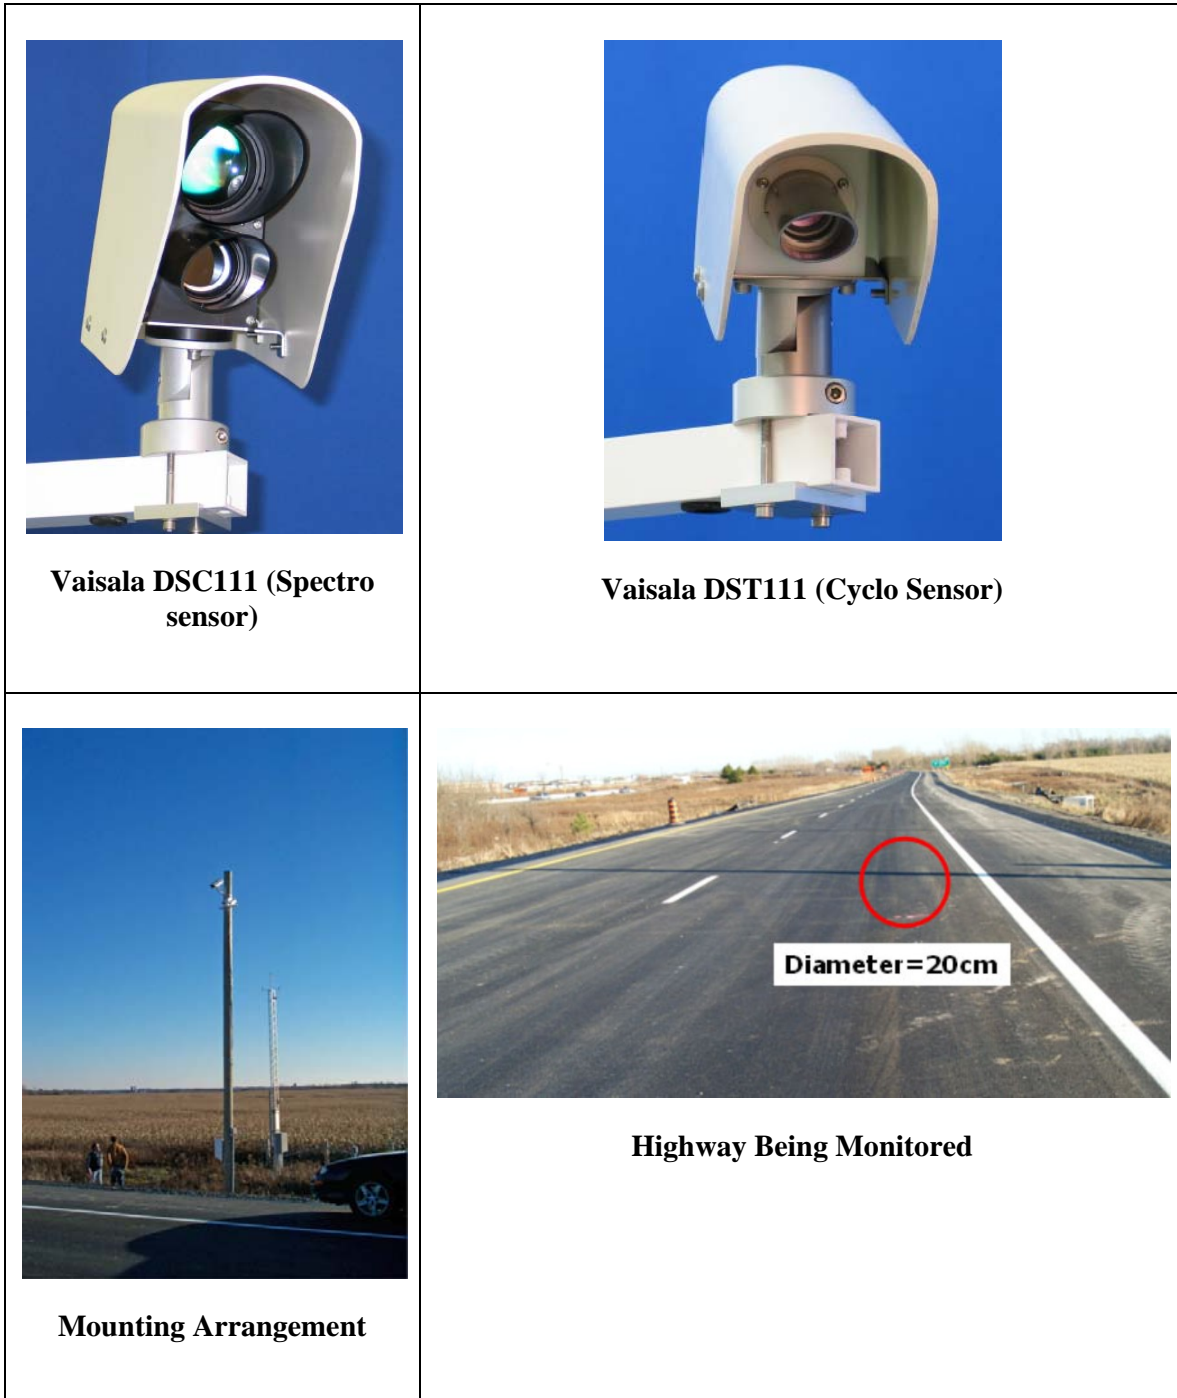 Vaisala DSC111 (Spectro
sensor)
Vaisala DST111 (Cyclo Sensor)
Diameter=20cm
Mounting Arrangement
Highway Being Monitored